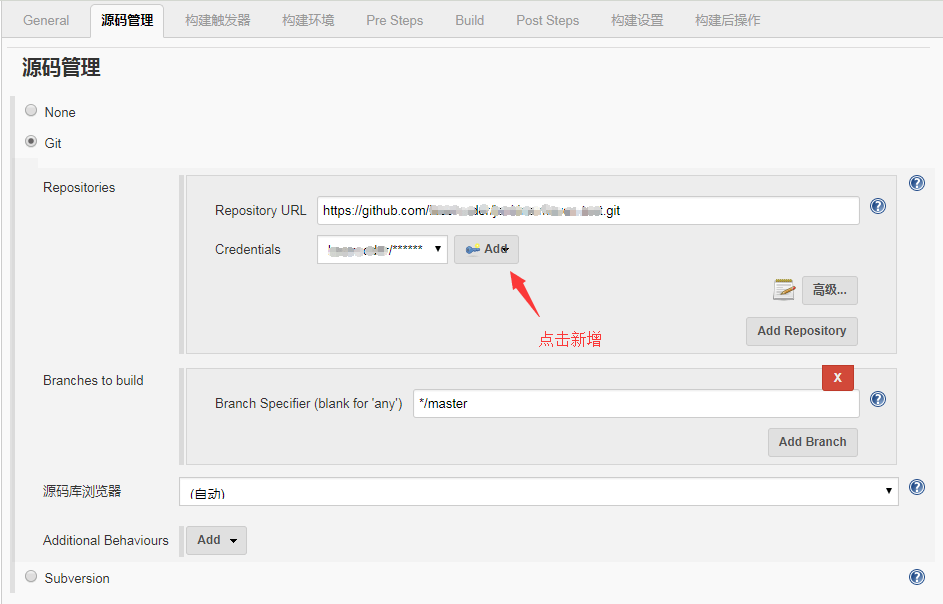 General 源码管理 构建触发器 构建环境 Pre Steps Build Post Steps 构建设置 构建后操作
源码管理
None
Git
Repositories
Repository URL https://github.com/ .git
Credentials /******  Add
点击新增
高级...
Add Repository
Branches to build
X
Branch Specifier (blank for 'any') */master
Add Branch
源码库浏览器 (自动)
Additional Behaviours Add
Subversion